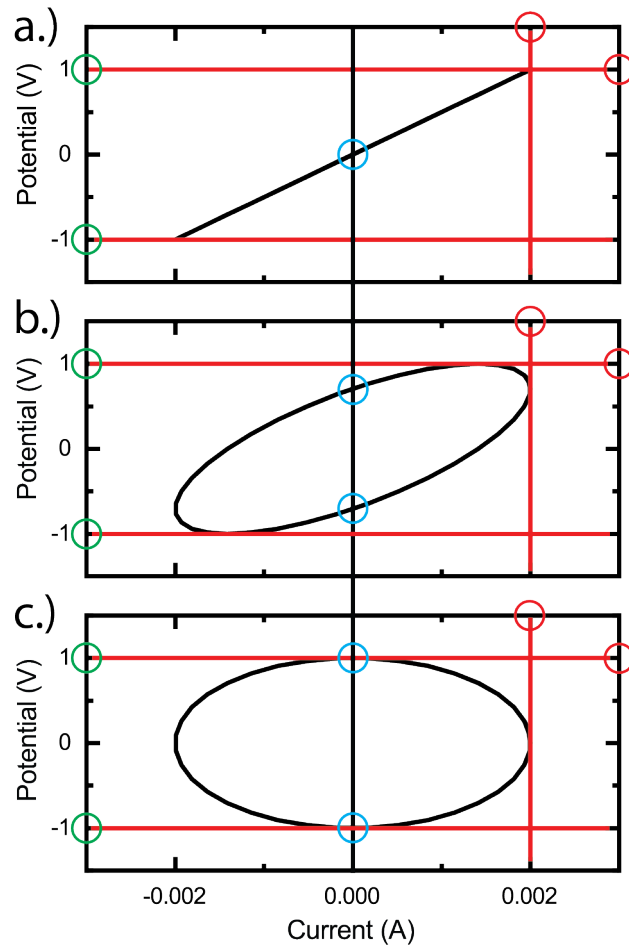 a.)
Potential (V)
1
0
-1
b.)
Potential (V)
1
0
-1
c.)
Potential (V)
1
0
-1
-0.002 0.000 0.002
Current (A)